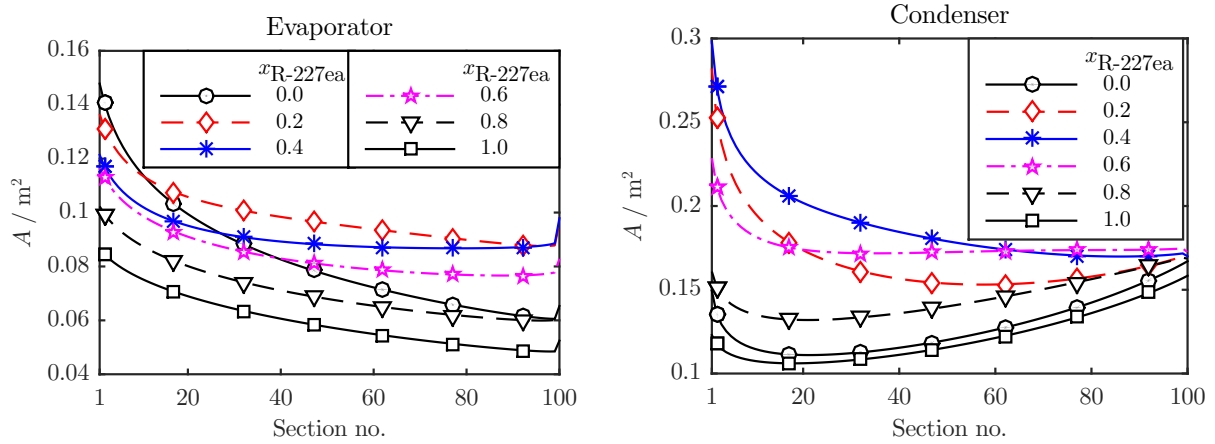 Evaporator
0.16
0.14
0.12
0.1
0.08
0.06
0.04
A / m²
xR-227ea xR-227ea
0.0 0.6
0.2 0.8
0.4 1.0
1 20 40 60 80 100
Section no.
Condenser
0.3
0.25
0.2
0.15
0.1
A / m²
xR-227ea
0.0
0.2
0.4
0.6
0.8
1.0
1 20 40 60 80 100
Section no.